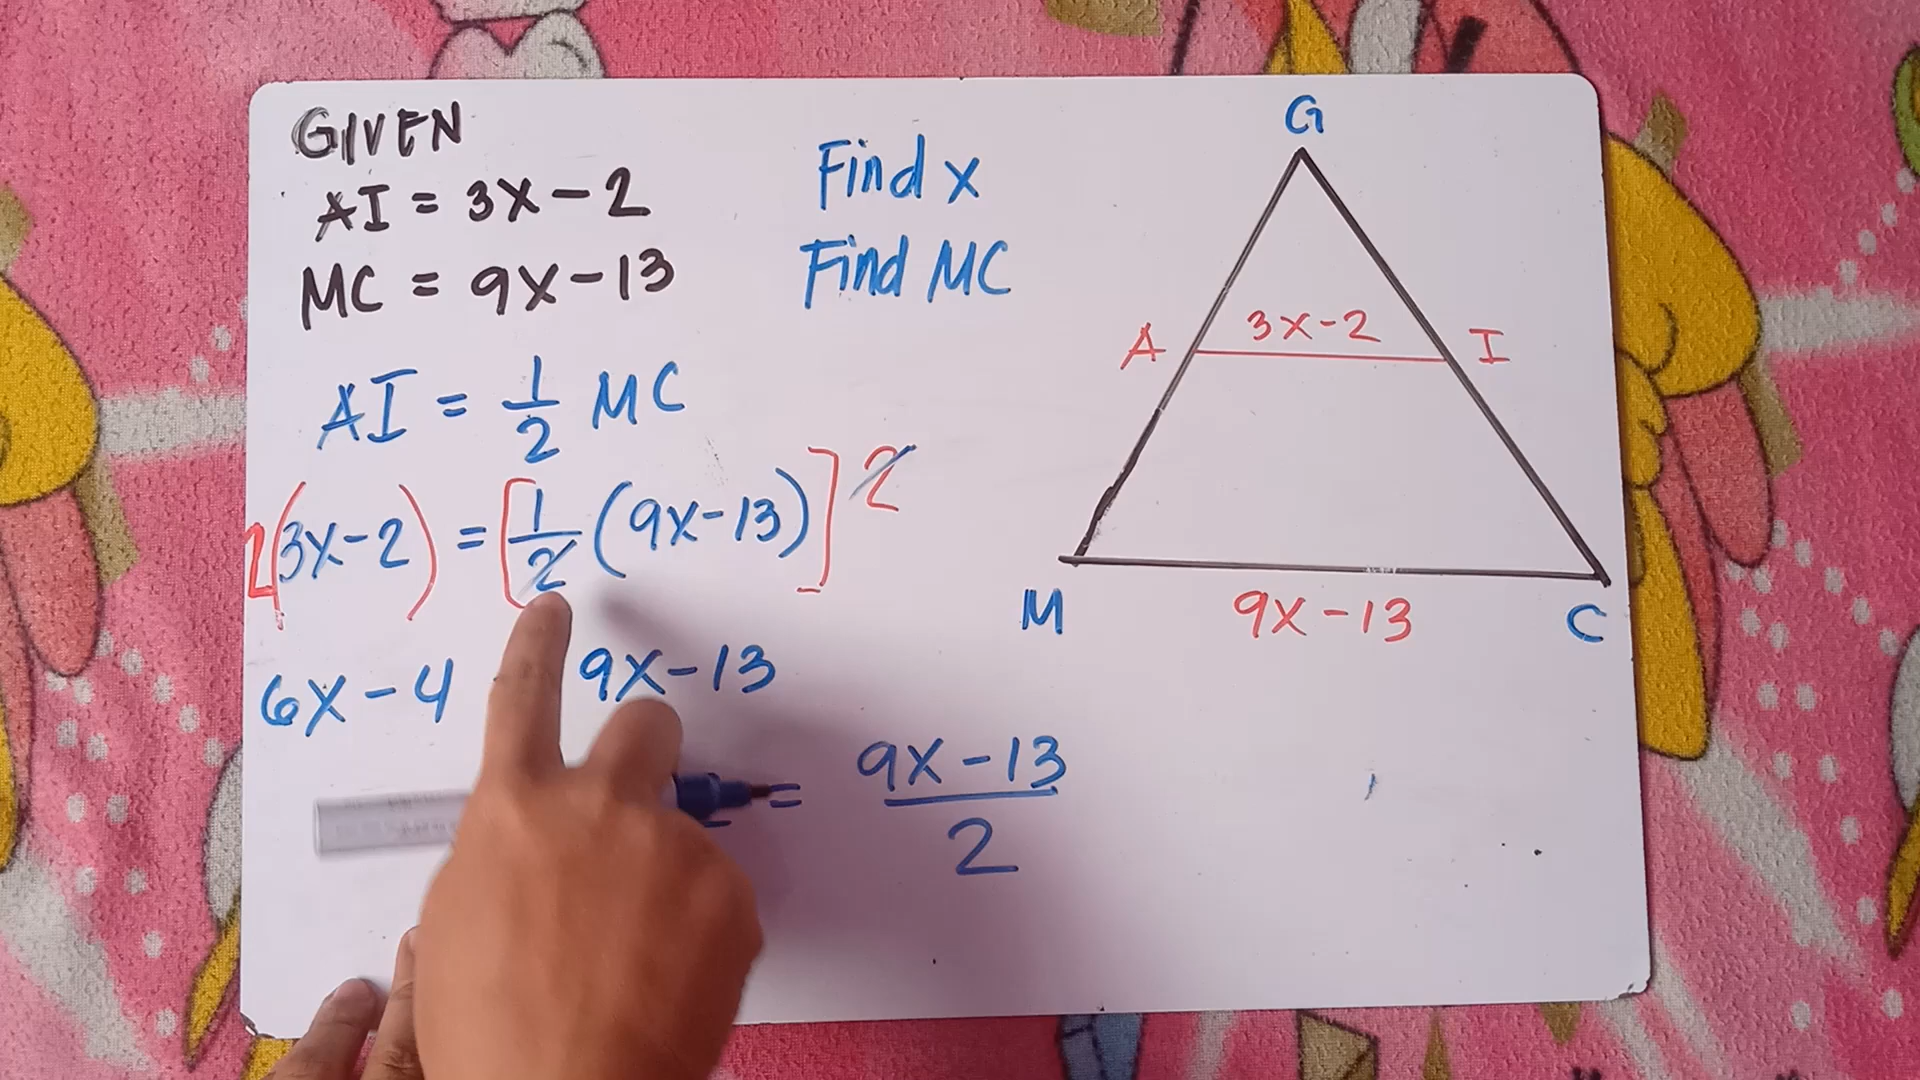 GIVEN
AI = 3X - 2
MC = 9X - 13
Find x
Find MC
AI = 1/2 MC
2(3X - 2) = [1/2 (9X - 13)] 2
6X - 4 9X - 13
= 9X - 13 / 2
G
A 3X - 2 I
M 9X - 13 C